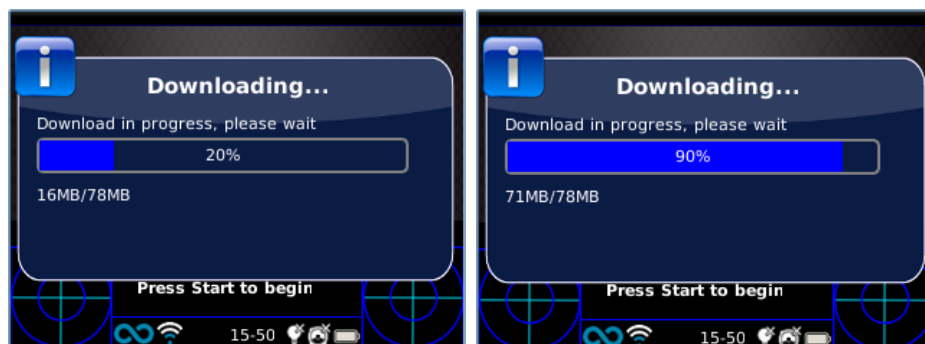 Downloading...
Download in progress, please wait
20%
16MB/78MB
Press Start to begin
15-50
Downloading...
Download in progress, please wait
90%
71MB/78MB
Press Start to begin
15-50